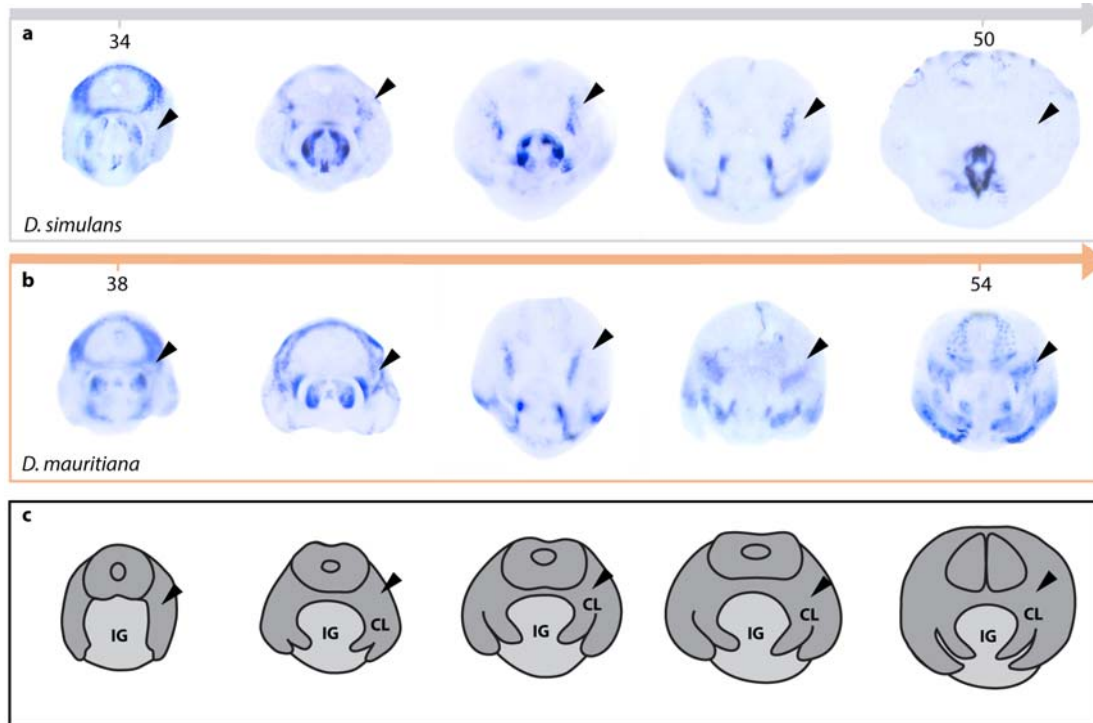 a
34
50
D. simulans
b
38
54
D. mauritiana
c
IG
IG
CL
IG
CL
IG
CL
IG
CL